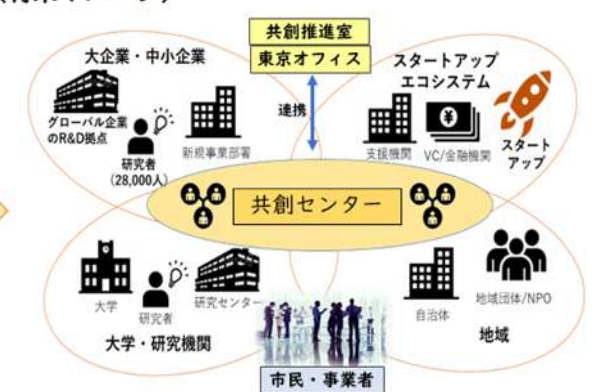 共創推進室
東京オフィス
大企業・中小企業
グローバル企業
のR&D拠点
研究者
(28,000人)
新規事業部署
連携
スタートアップ
エコシステム
支援機関
VC/金融機関
スタート
アップ
共創センター
大学
研究者
研究センター
大学・研究機関
自治体
地域団体/NPO
地域
市民・事業者